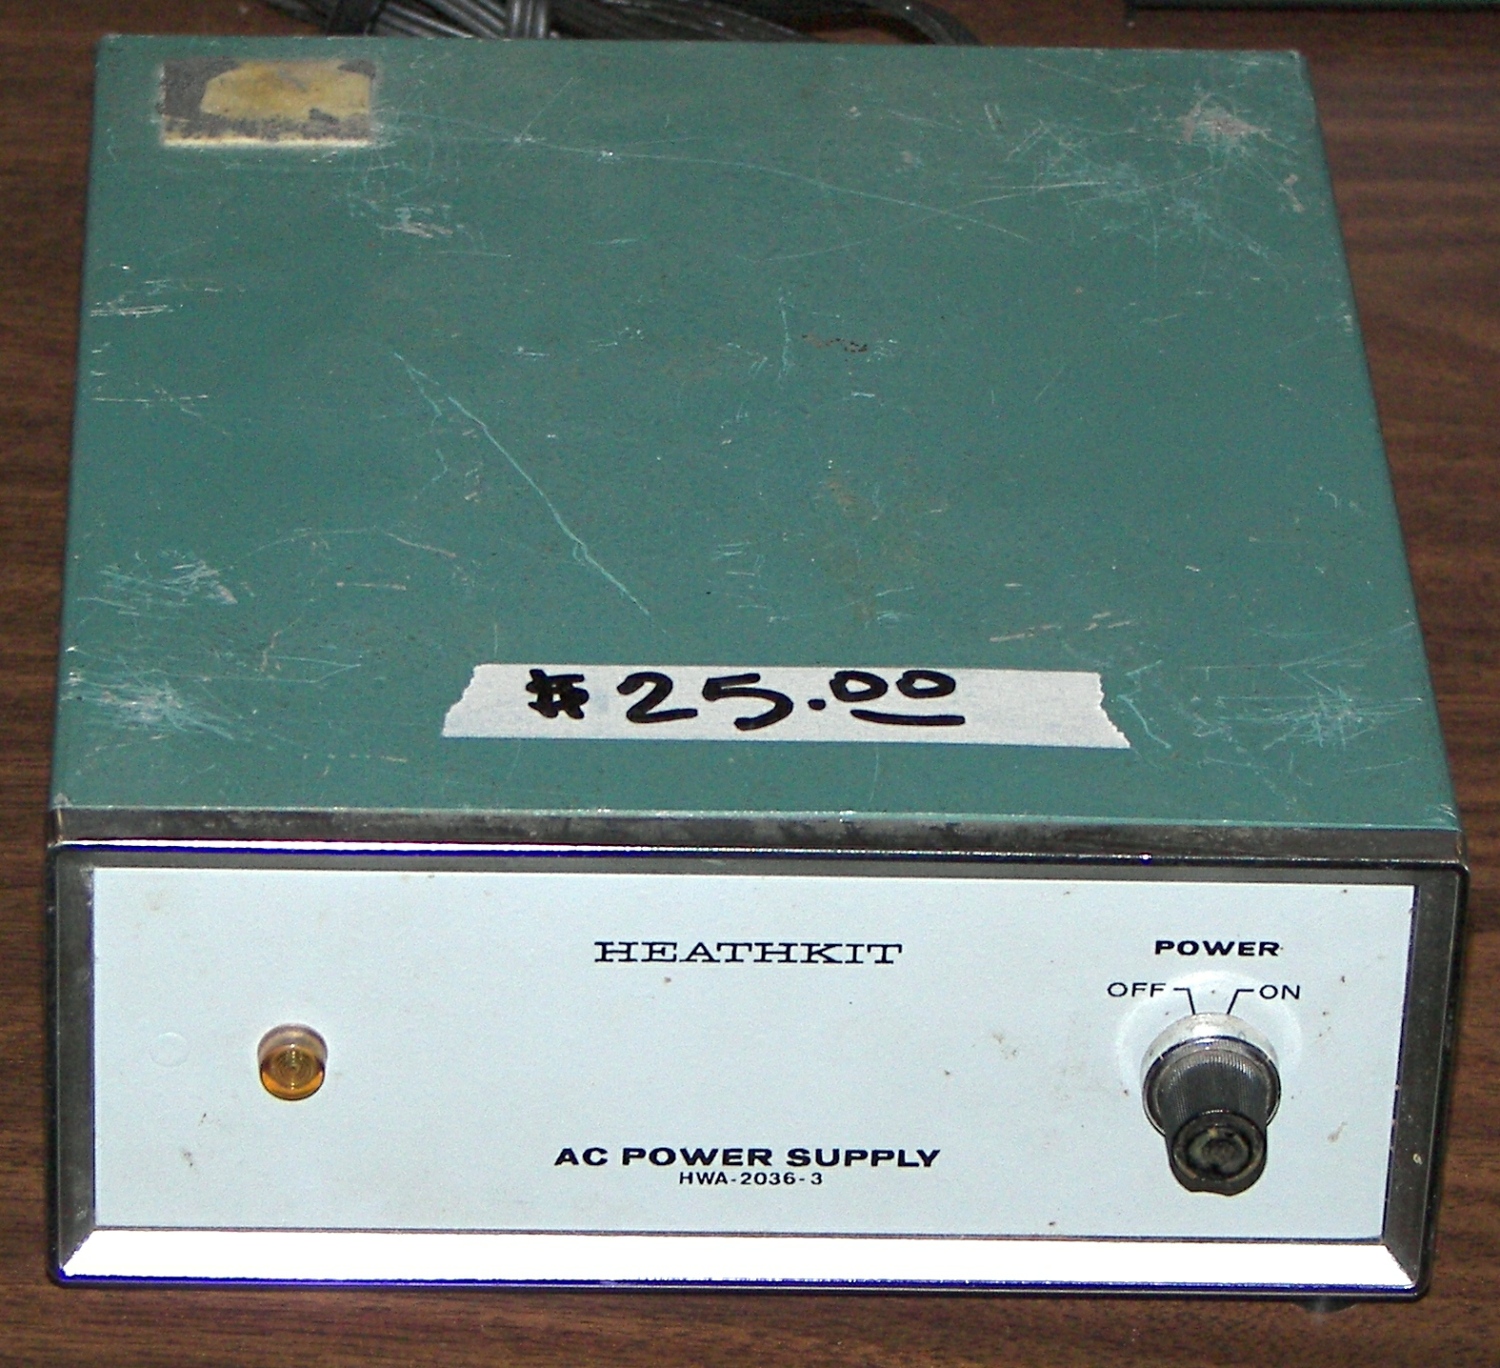 $25.00
HEATHKIT
POWER
OFF ON
AC POWER SUPPLY
HWA-2036-3